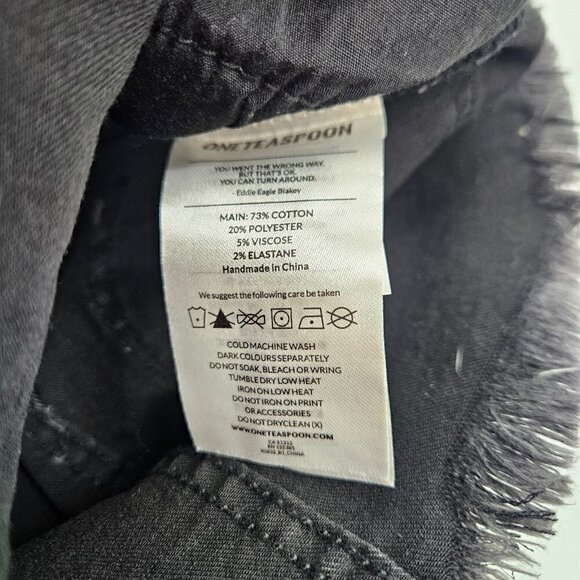 ONETEASPOON
YOU WENT THE WRONG WAY,
BUT THAT'S OK,
YOU CAN TURN AROUND.
- Eddie Eagle Blakey
MAIN: 73% COTTON
20% POLYESTER
5% VISCOSE
2% ELASTANE
Handmade in China
We suggest the following care be taken
COLD MACHINE WASH
DARK COLOURS SEPARATELY
DO NOT SOAK, BLEACH OR WRING
TUMBLE DRY LOW HEAT
IRON ON LOW HEAT
DO NOT IRON ON PRINT
OR ACCESSORIES
DO NOT DRYCLEAN (X)
WWW.ONETEASPOON.COM
CHINA